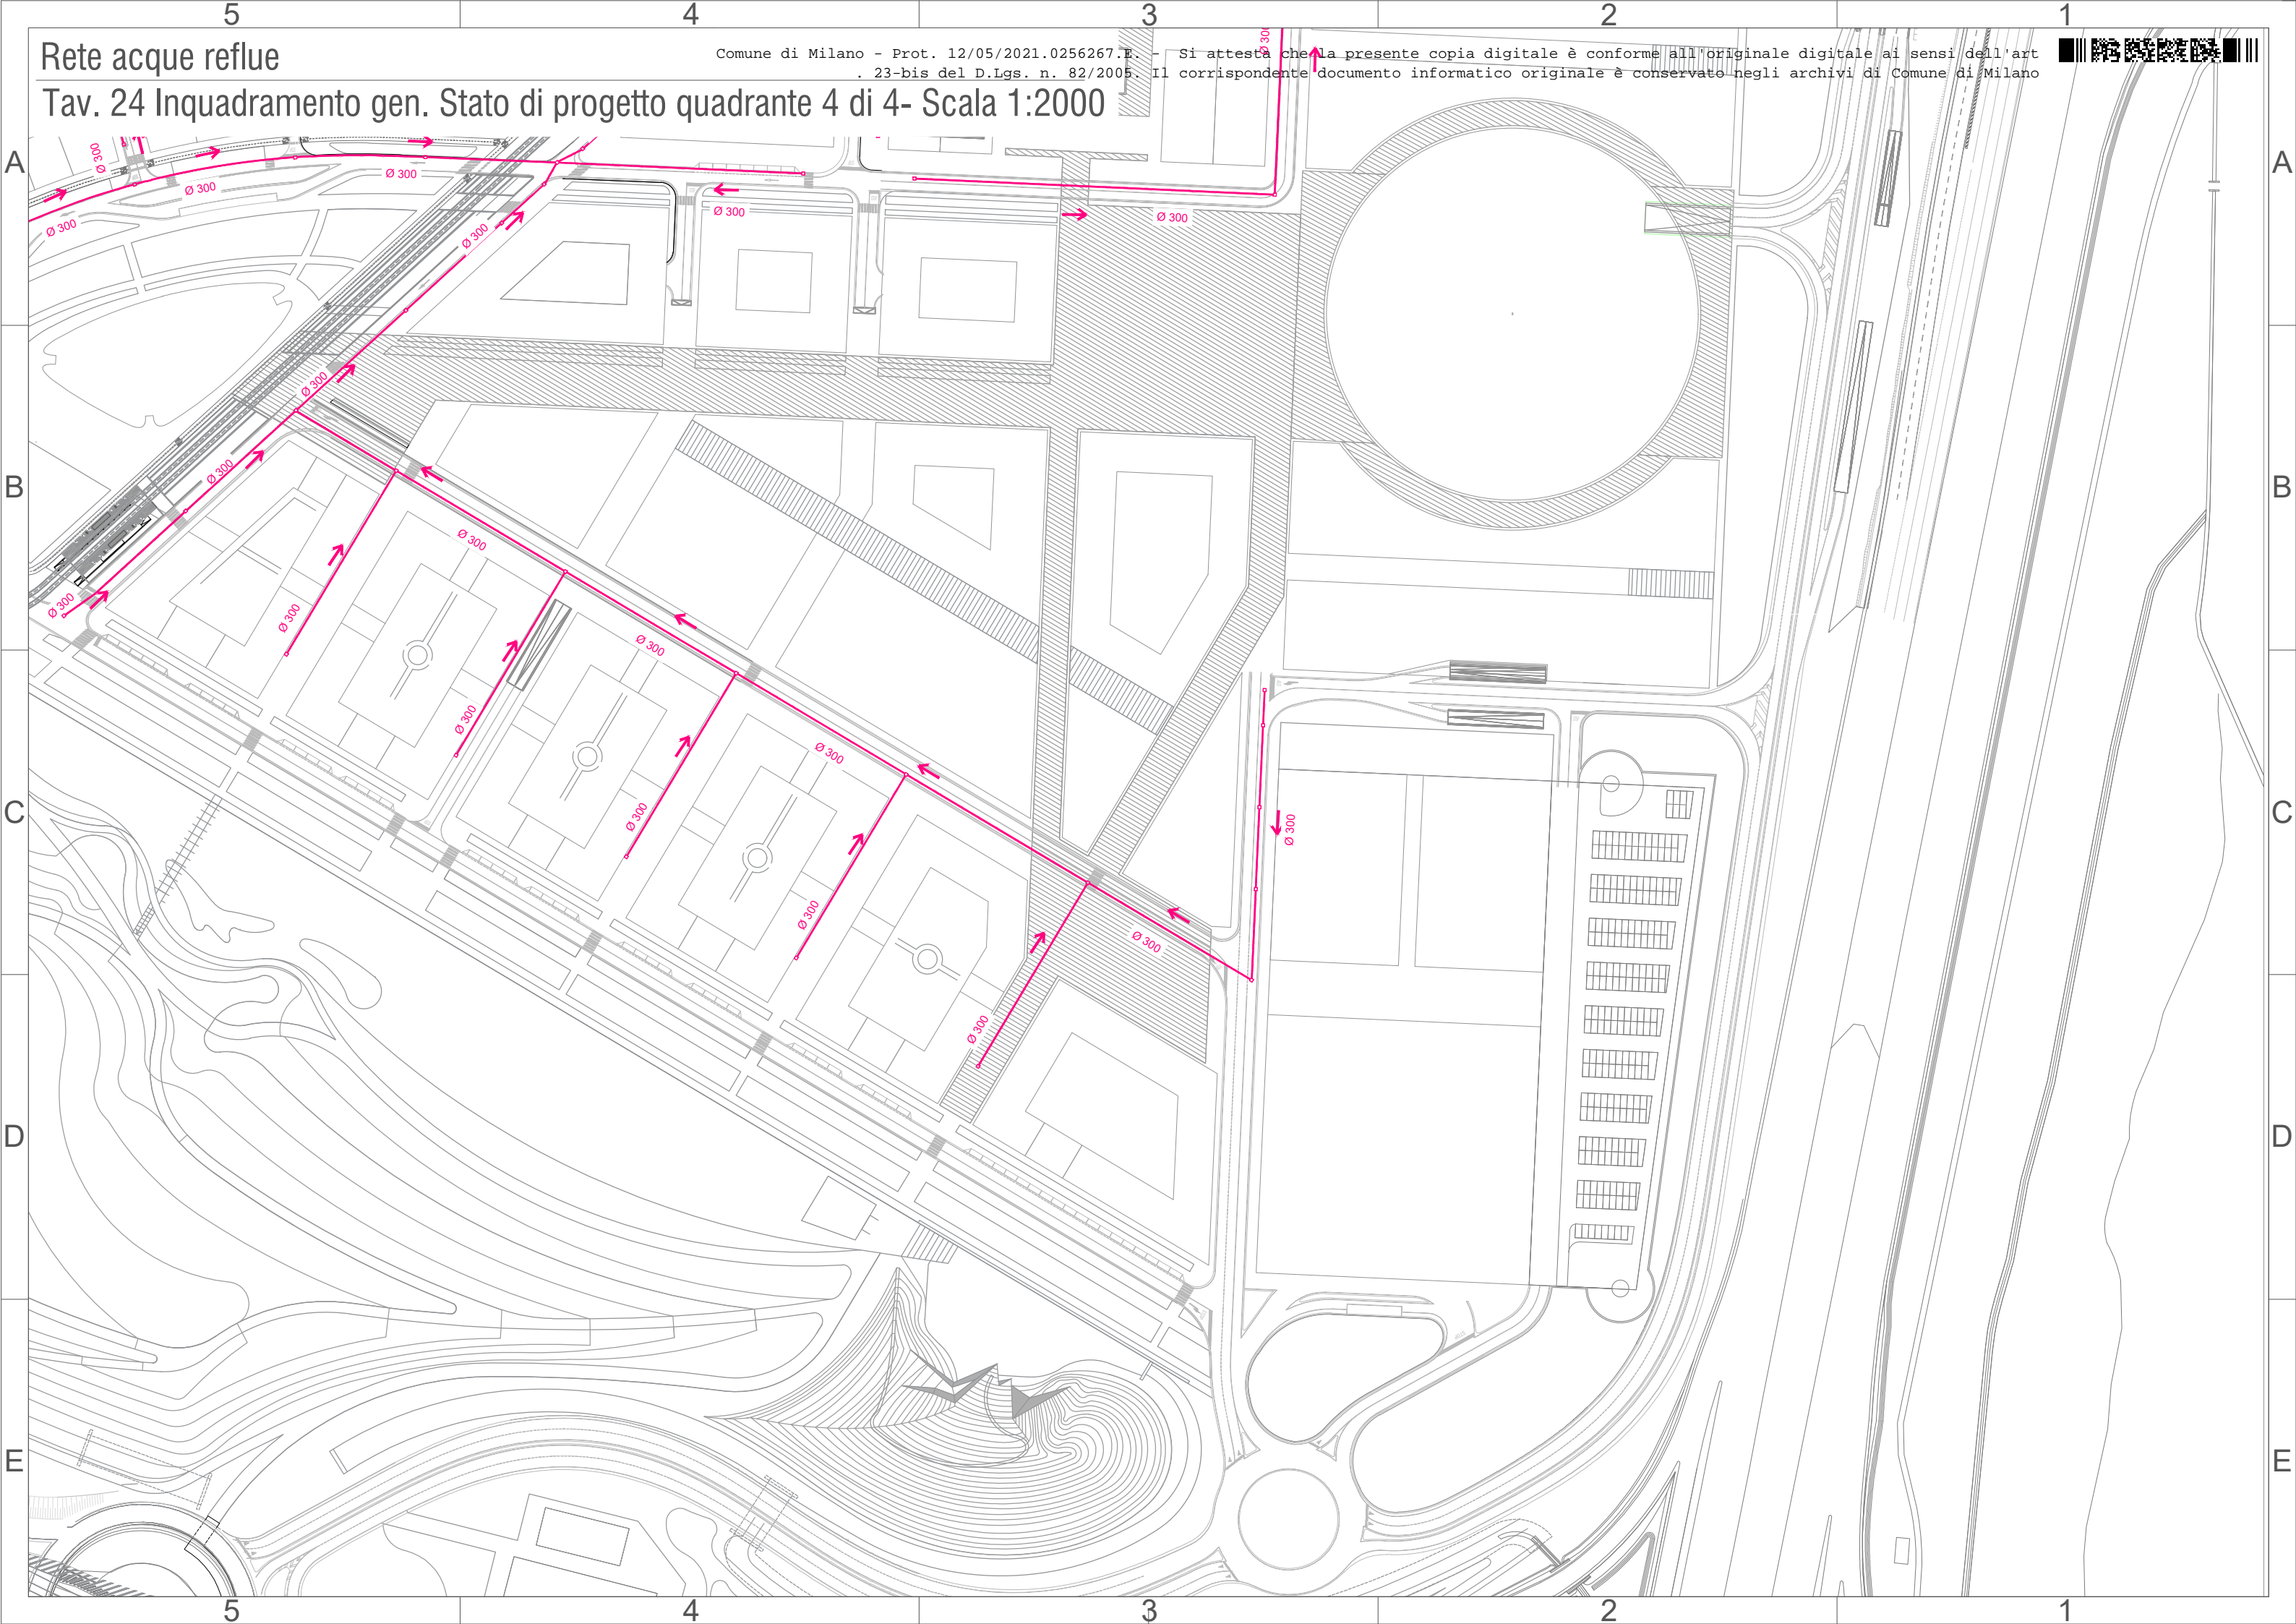 5 4 3 2 1
Rete acque reflue
Comune di Milano - Prot. 12/05/2021.0256267.E. - Si attesta che la presente copia digitale è conforme all'originale digitale ai sensi dell'art
. 23-bis del D.Lgs. n. 82/2005. Il corrispondente documento informatico originale è conservato negli archivi di Comune di Milano
Tav. 24 Inquadramento gen. Stato di progetto quadrante 4 di 4- Scala 1:2000
Ø 300
A A
Ø 300
Ø 300
Ø 300
Ø 300
Ø 300
Ø 300
Ø 300
Ø 300
B B
Ø 300
Ø 300
Ø 300
Ø 300
Ø 300
Ø 300
Ø 300
C C
Ø 300
Ø 300
Ø 300
Ø 300
Ø 300
D D
E E
5 4 3 2 1